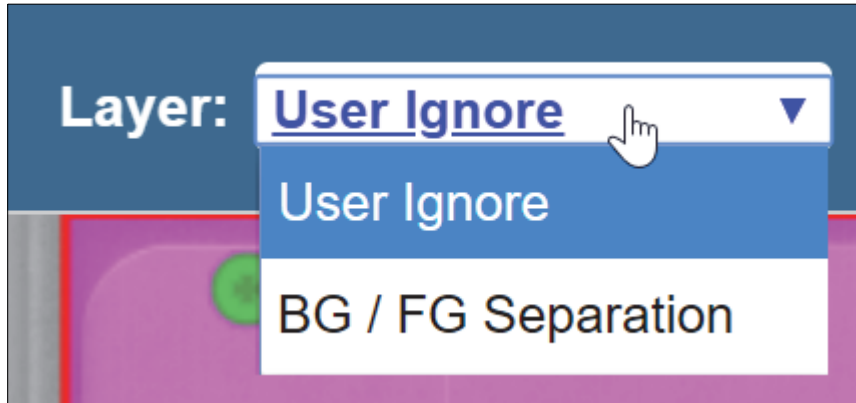 Layer: User Ignore ▼
User Ignore
BG / FG Separation